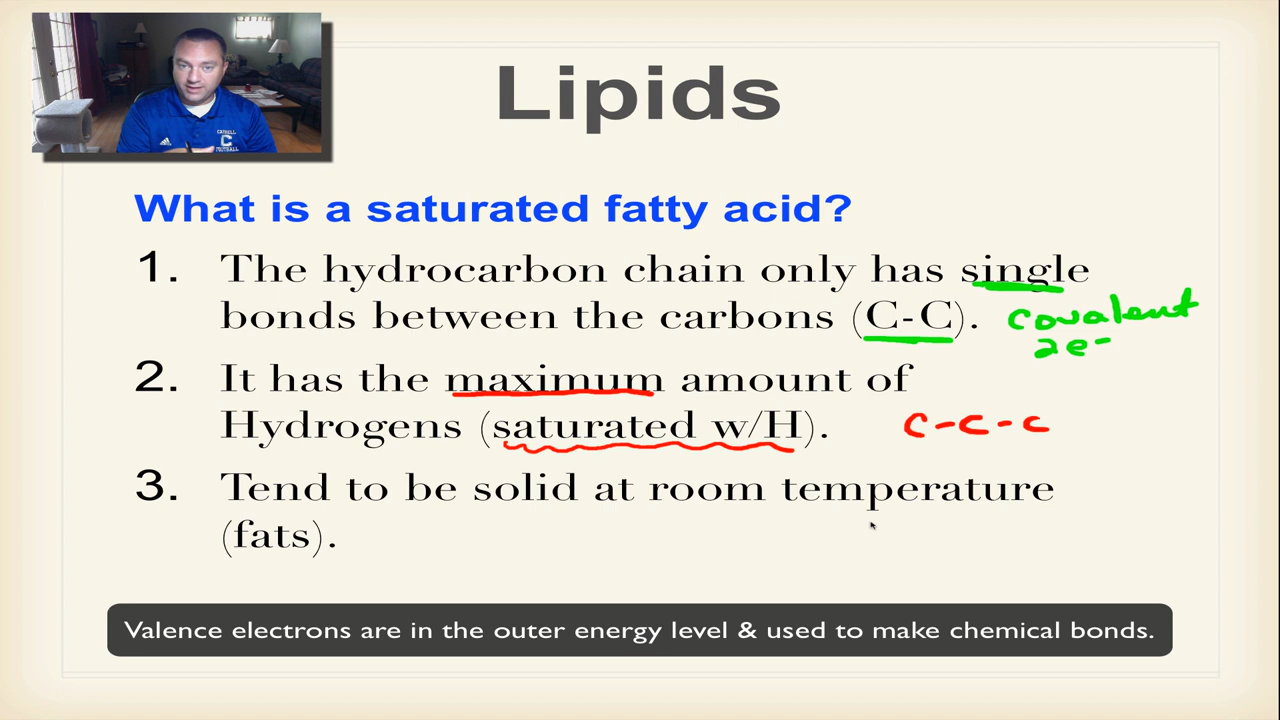 Lipids
CARROLL
C
FOOTBALL
What is a saturated fatty acid?
1. The hydrocarbon chain only has single
bonds between the carbons (C-C). covalent
2e-
2. It has the maximum amount of
Hydrogens (saturated w/H). C-C-C
3. Tend to be solid at room temperature
(fats).
Valence electrons are in the outer energy level & used to make chemical bonds.